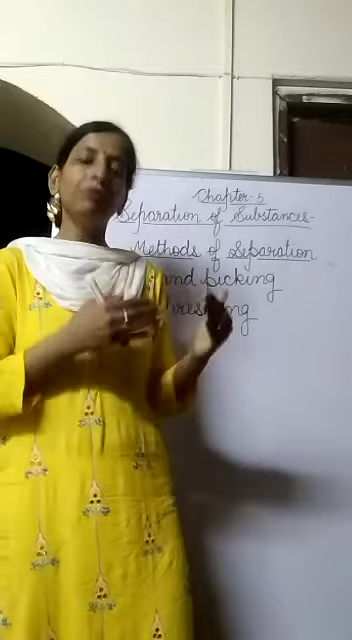 Chapter-5
Separation of Substances-
Methods of Separation
picking